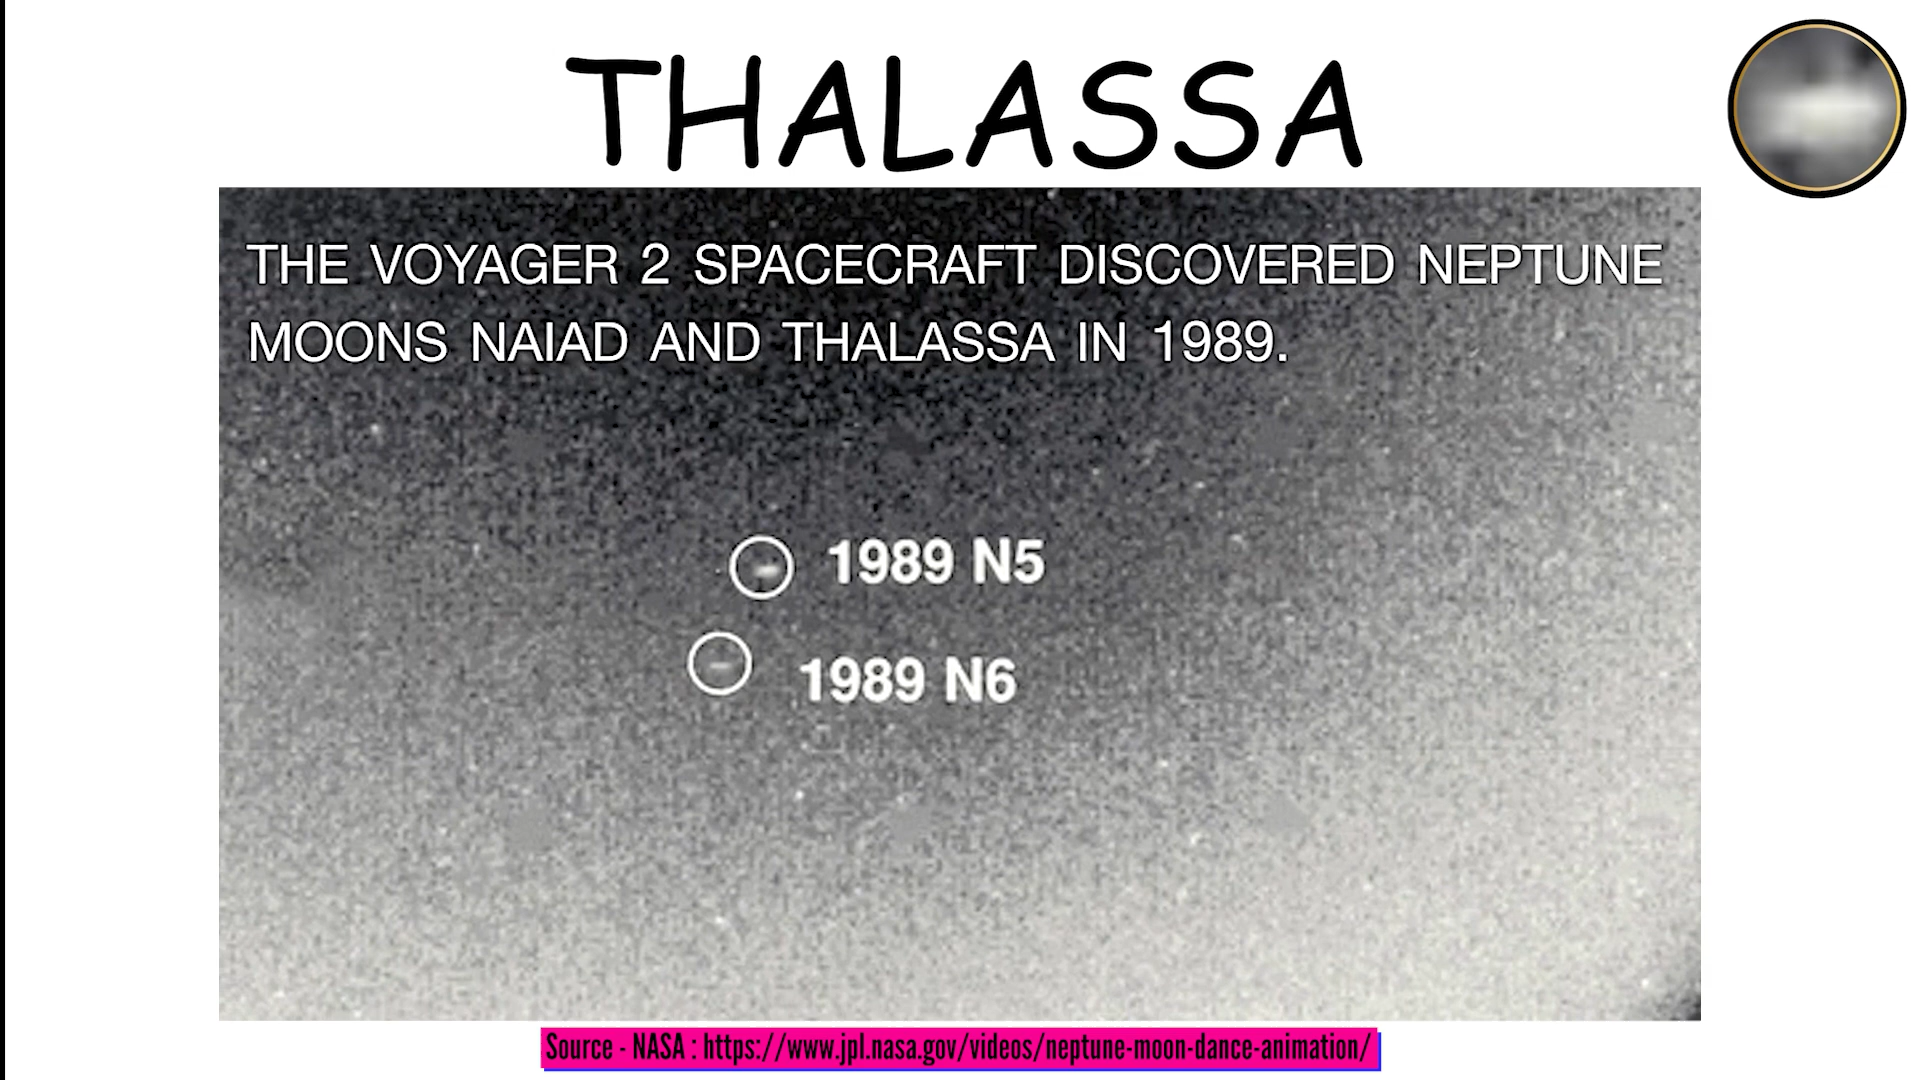 THALASSA
THE VOYAGER 2 SPACECRAFT DISCOVERED NEPTUNE
MOONS NAIAD AND THALASSA IN 1989.
1989 N5
1989 N6
Source - NASA : https://www.jpl.nasa.gov/videos/neptune-moon-dance-animation/